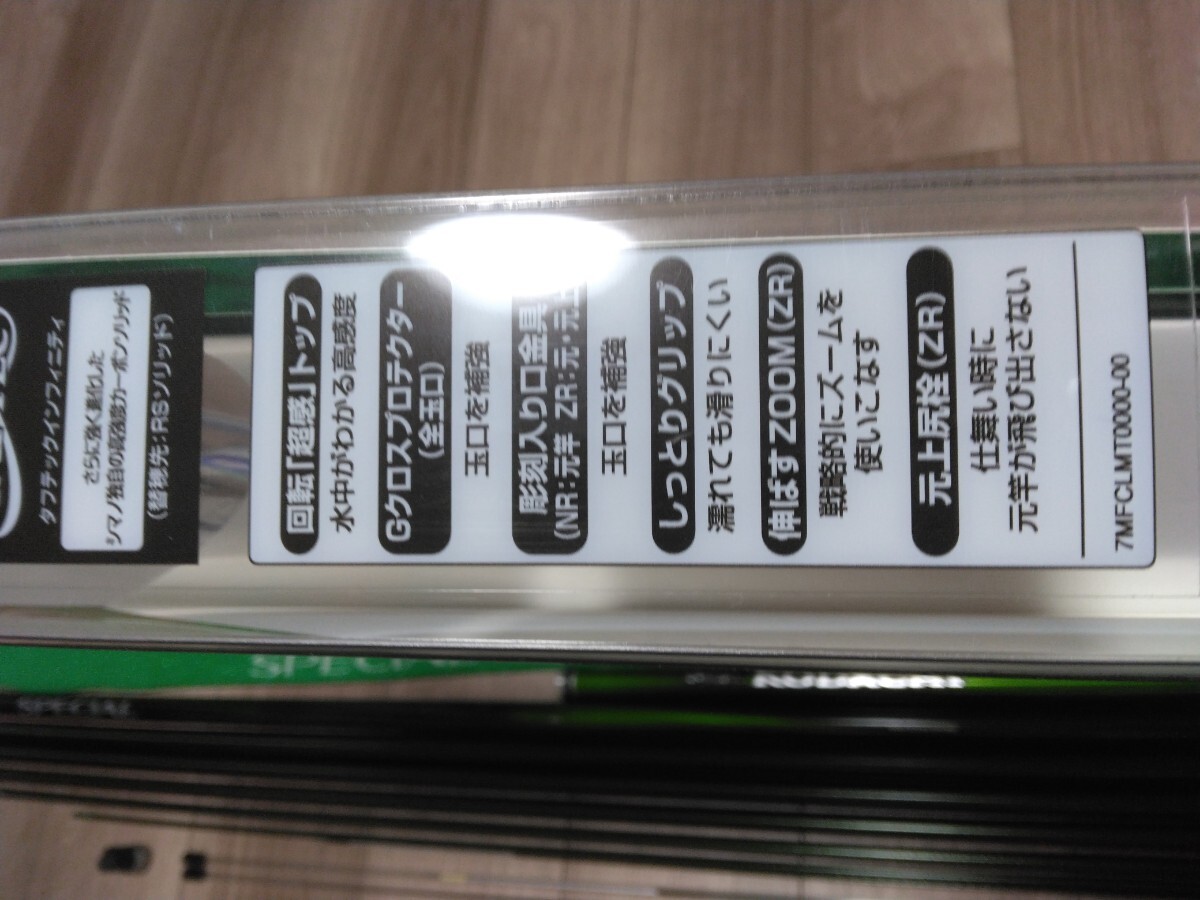 タフテックインフィニティ
さらに強く進化した
シマノ独自の高強度カーボンソリッド
(替穂先:RSソリッド)
回転「超感」トップ
水中がわかる高感度
Gクロスプロテクター
(全玉口)
玉口を補強
彫刻入り口金具
(NR:元竿 ZR:元・元上
玉口を補強
しっとりグリップ
濡れても滑りにくい
伸ばすZOOM(ZR)
戦略的にズームを
使いこなす
元上尻栓(ZR)
仕舞い時に
元竿が飛び出さない
7MFCLMT0000-00
SPECIAL
SPECIAL